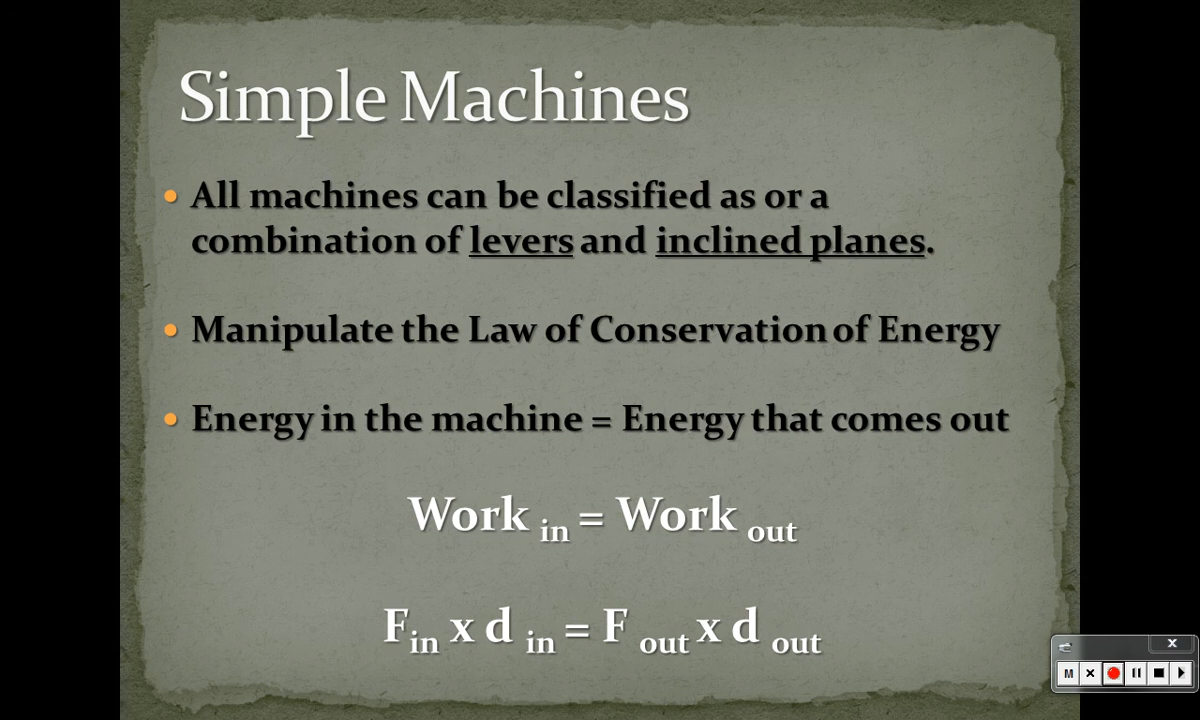 Simple Machines
• All machines can be classified as or a
combination of levers and inclined planes.
• Manipulate the Law of Conservation of Energy
• Energy in the machine = Energy that comes out
Work in = Work out
Fin x d in = F out x d out
M